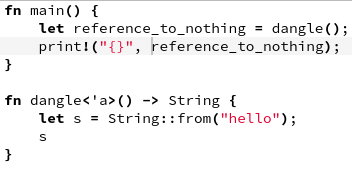 fn main() {
    let reference_to_nothing = dangle();
    print!("{}", reference_to_nothing);
}

fn dangle<'a>() -> String {
    let s = String::from("hello");
    s
}